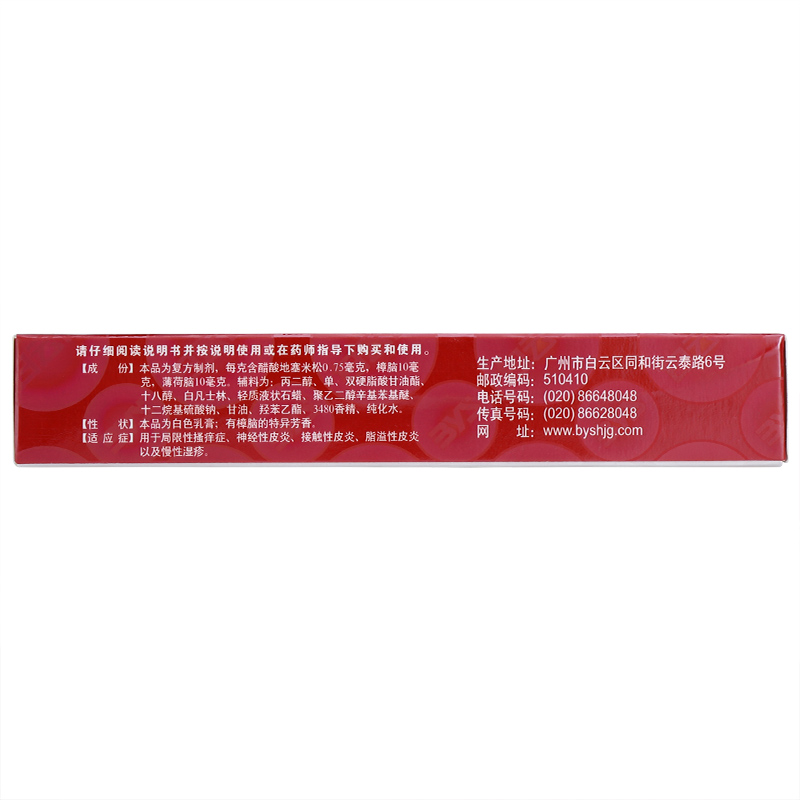 请仔细阅读说明书并按说明使用或在药师指导下购买和使用。
【成 份】本品为复方制剂，每克含醋酸地塞米松0.75毫克，樟脑10毫
克，薄荷脑10毫克。辅料为：丙二醇、单、双硬脂酸甘油酯、
十八醇、白凡士林、轻质液状石蜡、聚乙二醇辛基苯基醚、
十二烷基硫酸钠、甘油、羟苯乙酯、3480香精、纯化水。
【性 状】本品为白色乳膏；有樟脑的特异芳香。
【适应症】用于局限性搔痒症、神经性皮炎、接触性皮炎、脂溢性皮炎
以及慢性湿疹。
生产地址：广州市白云区同和街云泰路6号
邮政编码：510410
电话号码：(020) 86648048
传真号码：(020) 86628048
网 址：www.byshjg.com